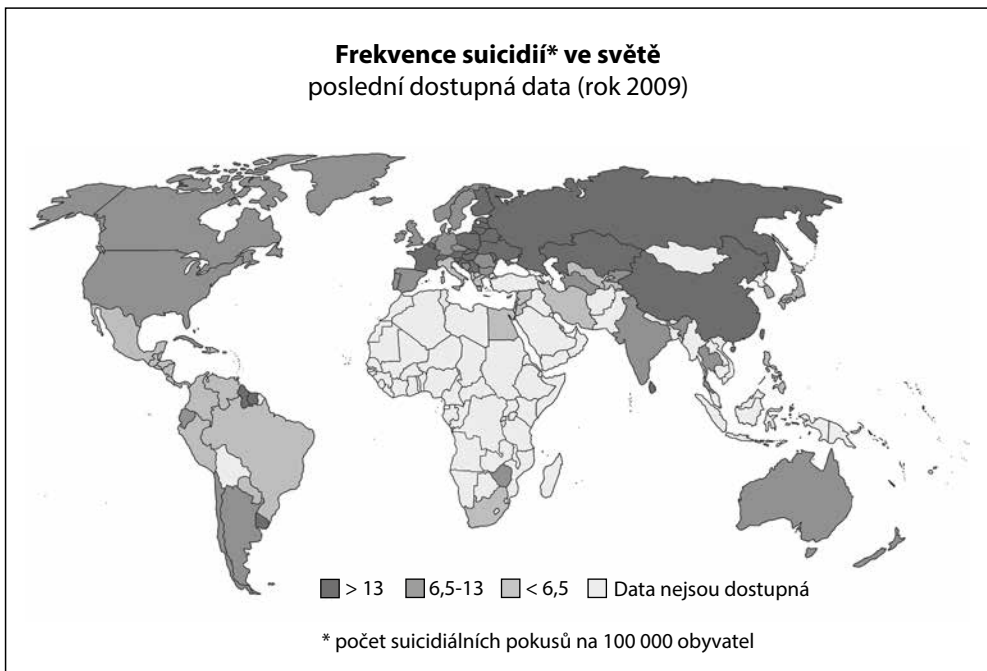 Frekvence suicidií* ve světě
poslední dostupná data (rok 2009)
> 13 6,5-13 < 6,5 Data nejsou dostupná
* počet suicidiálních pokusů na 100 000 obyvatel